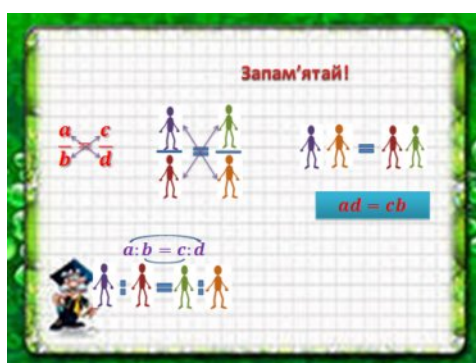 Запам'ятай!
a/b = c/d
ad = cb
a:b = c:d